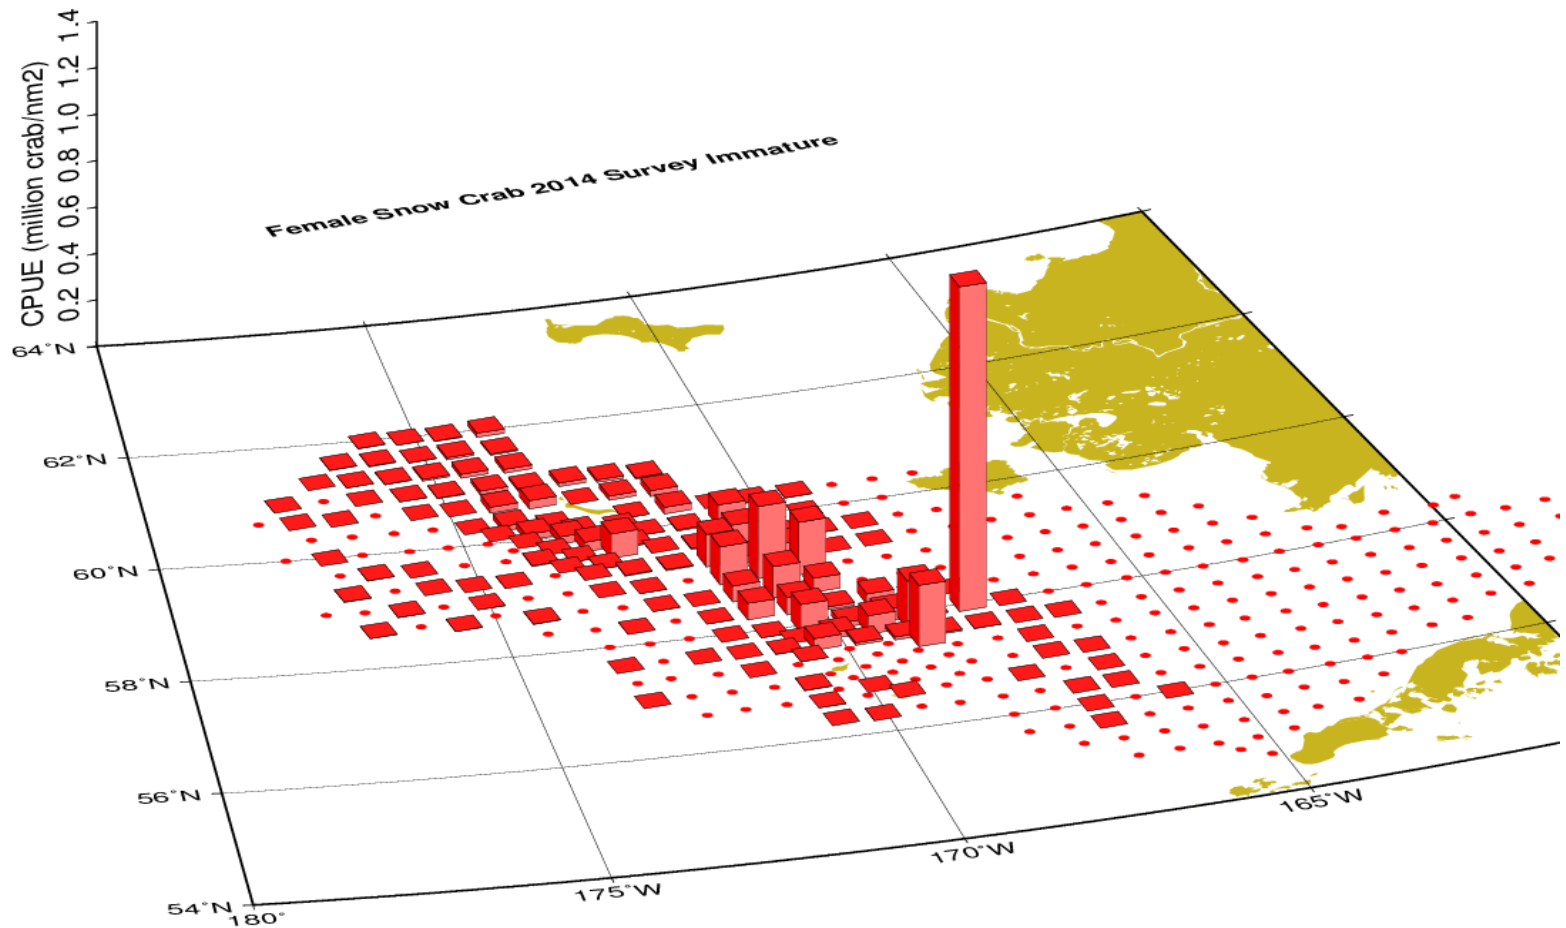 CPUE (million crab/nm2)
1.4
1.2
1.0
0.8
0.6
0.4
0.2
Female Snow Crab 2014 Survey Immature
64°N
62°N
60°N
58°N
56°N
54°N
180°
175°W
170°W
165°W